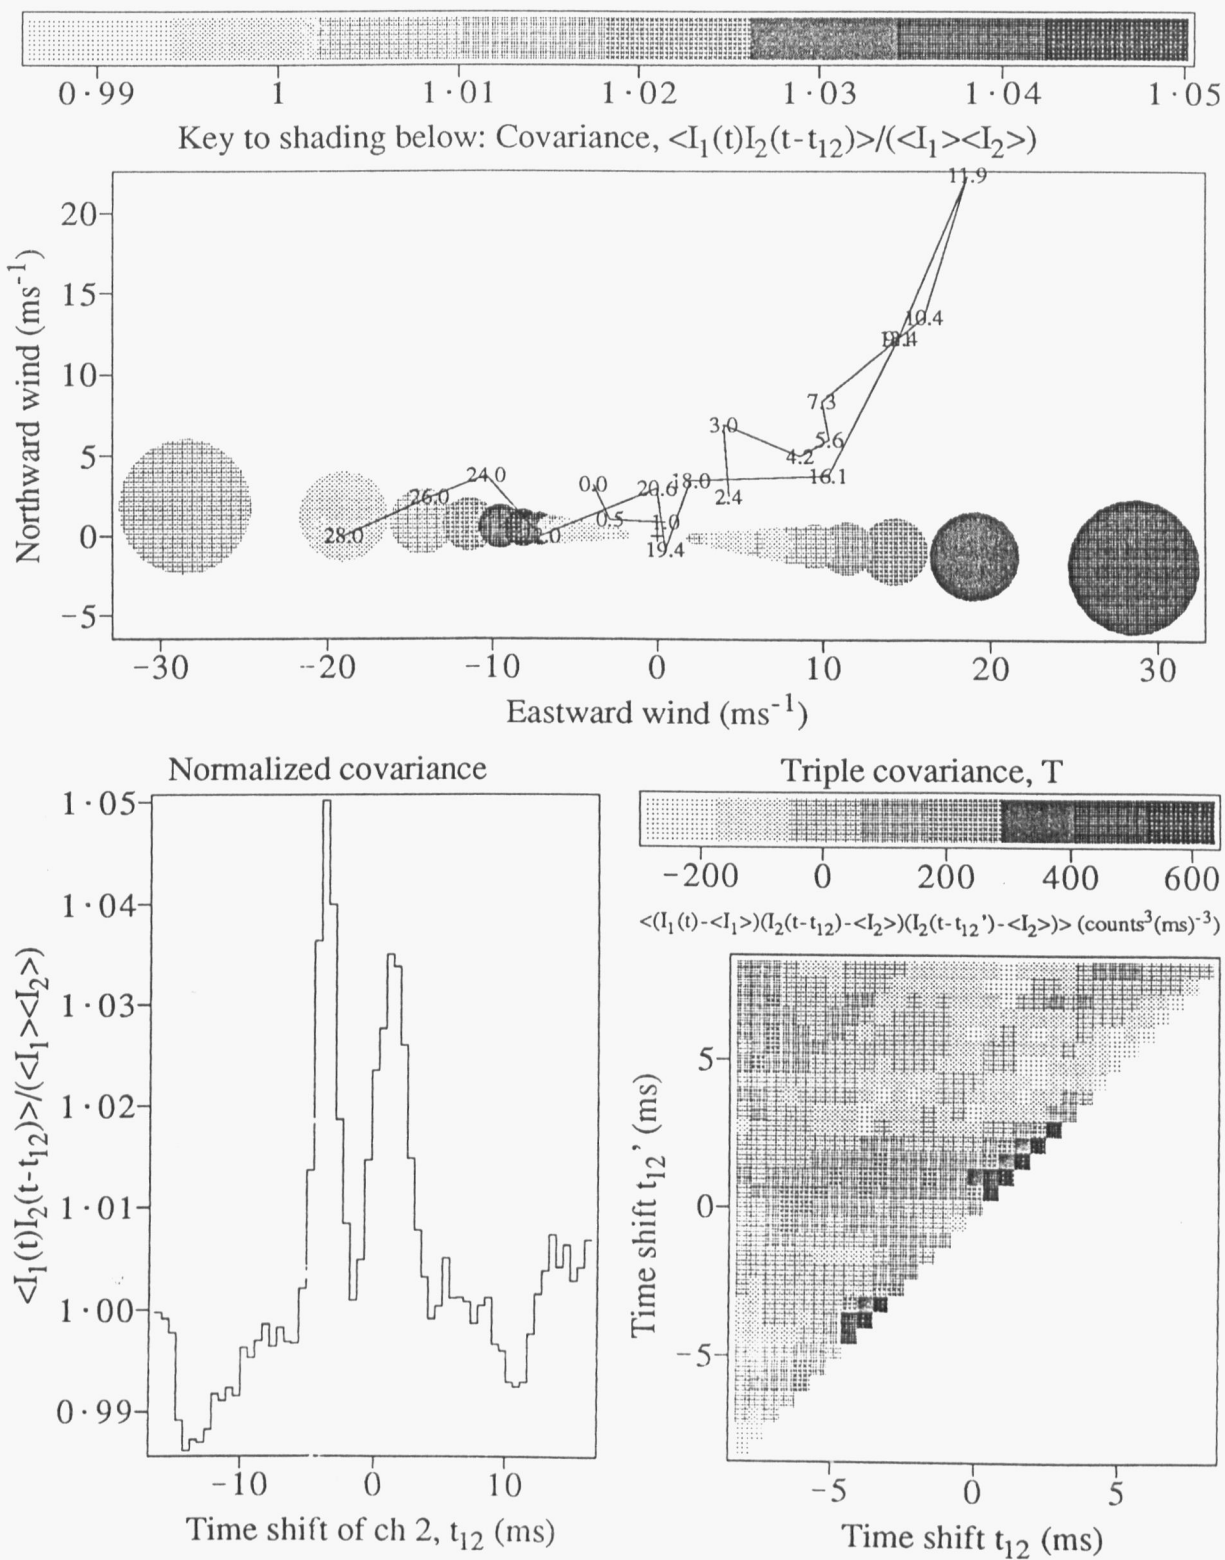 0·99 1 1·01 1·02 1·03 1·04 1·05
Key to shading below: Covariance, <I₁(t)I₂(t-t₁₂)>/(<I₁><I₂>)
Northward wind (ms⁻¹)
20
15
10
5
0
−5
11.9
10.4
7.3
3.0
5.6
4.2
16.1
24.0
0.0
20.6
18.0
26.0
2.4
0.5
1.0
28.0
19.4
−30 −20 −10 0 10 20 30
Eastward wind (ms⁻¹)
Normalized covariance
<I₁(t)I₂(t-t₁₂)>/(<I₁><I₂>)
1·05
1·04
1·03
1·02
1·01
1·00
0·99
−10 0 10
Time shift of ch 2, t₁₂ (ms)
Triple covariance, T
−200 0 200 400 600
<(I₁(t)-<I₁>)(I₂(t-t₁₂)-<I₂>)(I₂(t-t₁₂')-<I₂>)> (counts³(ms)⁻³)
Time shift t₁₂' (ms)
5
0
−5
−5 0 5
Time shift t₁₂ (ms)